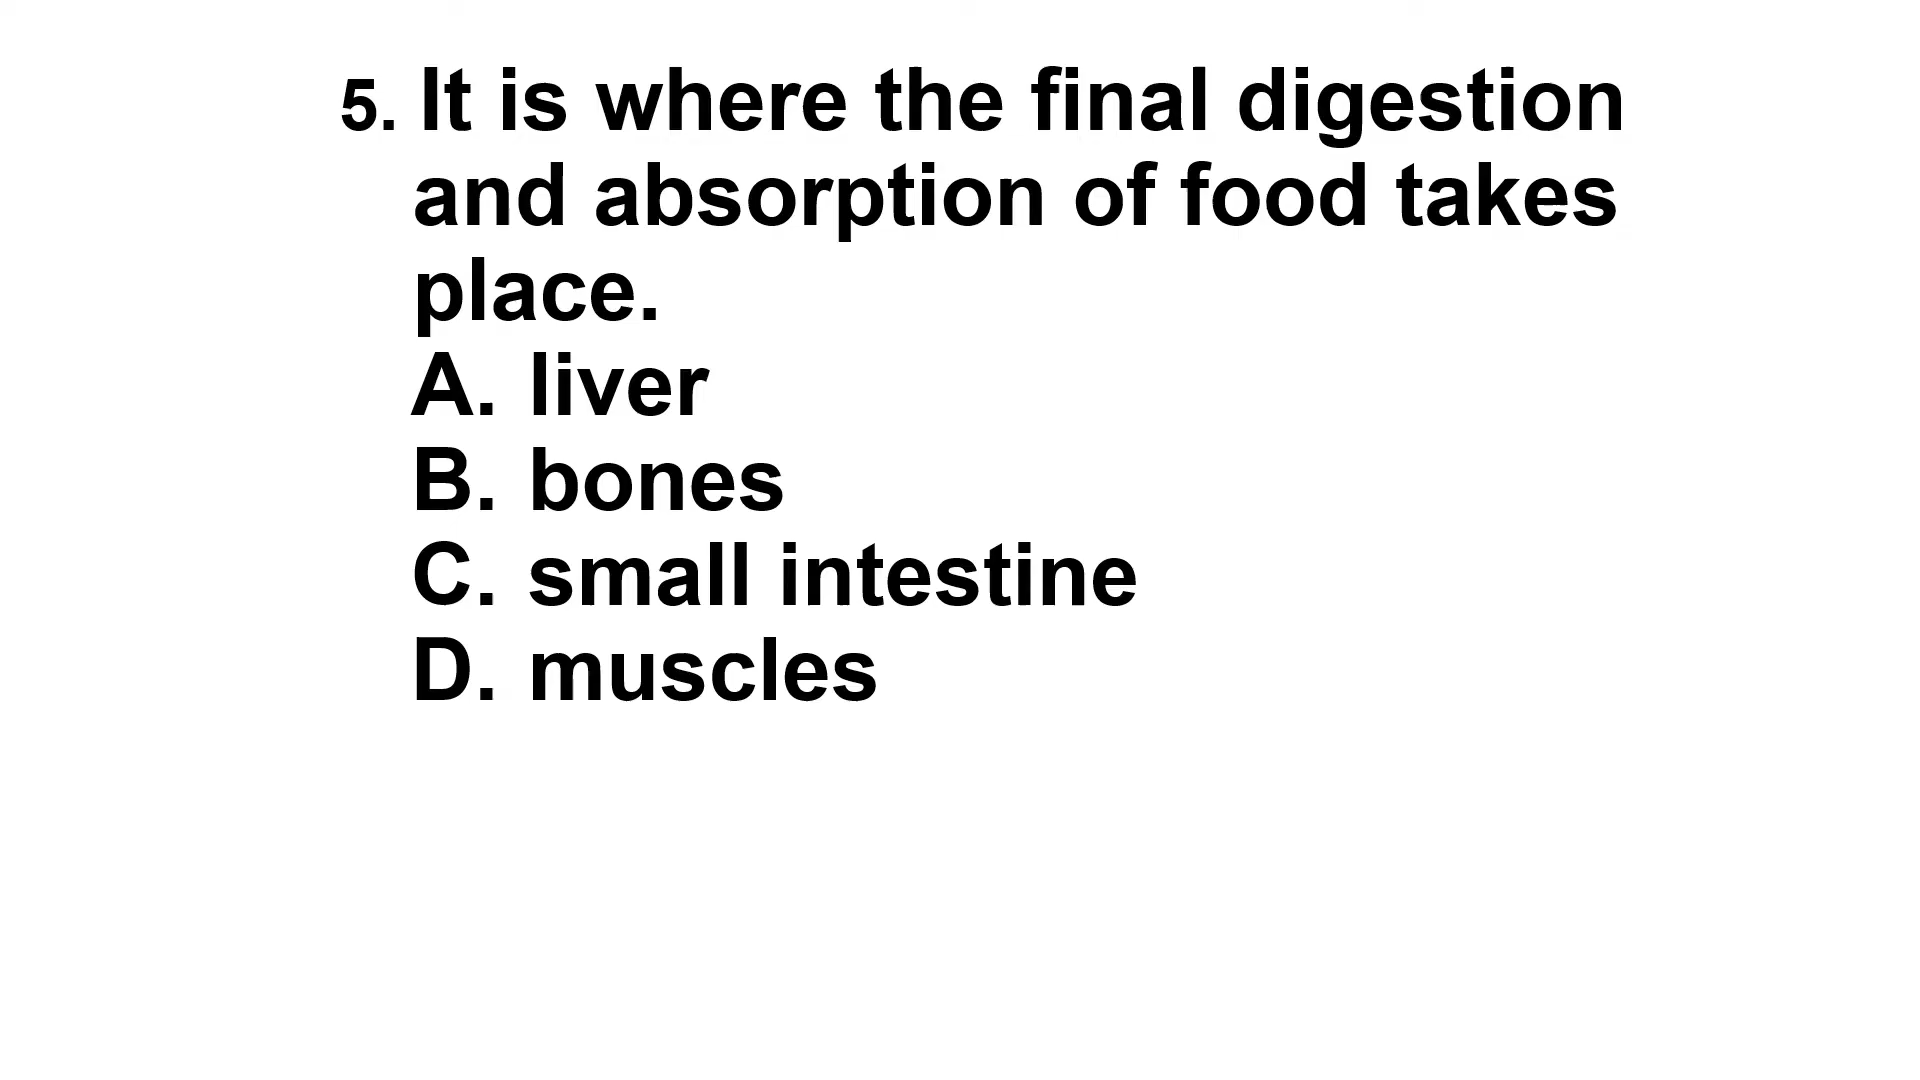 5. It is where the final digestion
and absorption of food takes
place.
A. liver
B. bones
C. small intestine
D. muscles